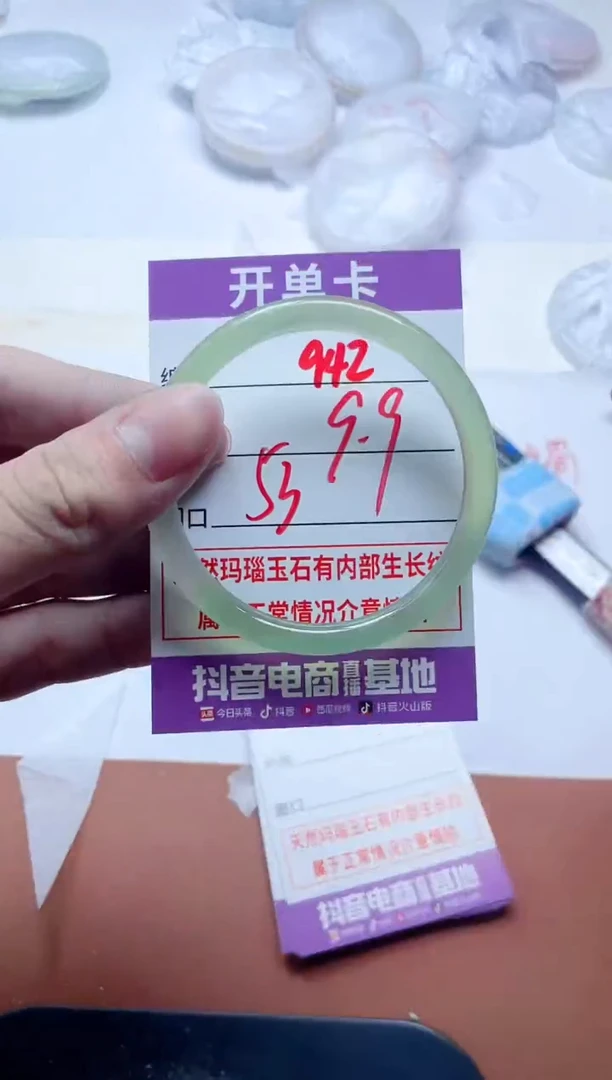 开单卡
942
9.9
53
口
然玛瑙玉石有内部生长纹
属 正常情况介意慎
抖音电商直播基地
今日头条 抖音 西瓜视频 抖音火山版
圈口
天然玛瑙玉石有内部生长纹
属于正常情况介意慎拍
抖音电商直播基地